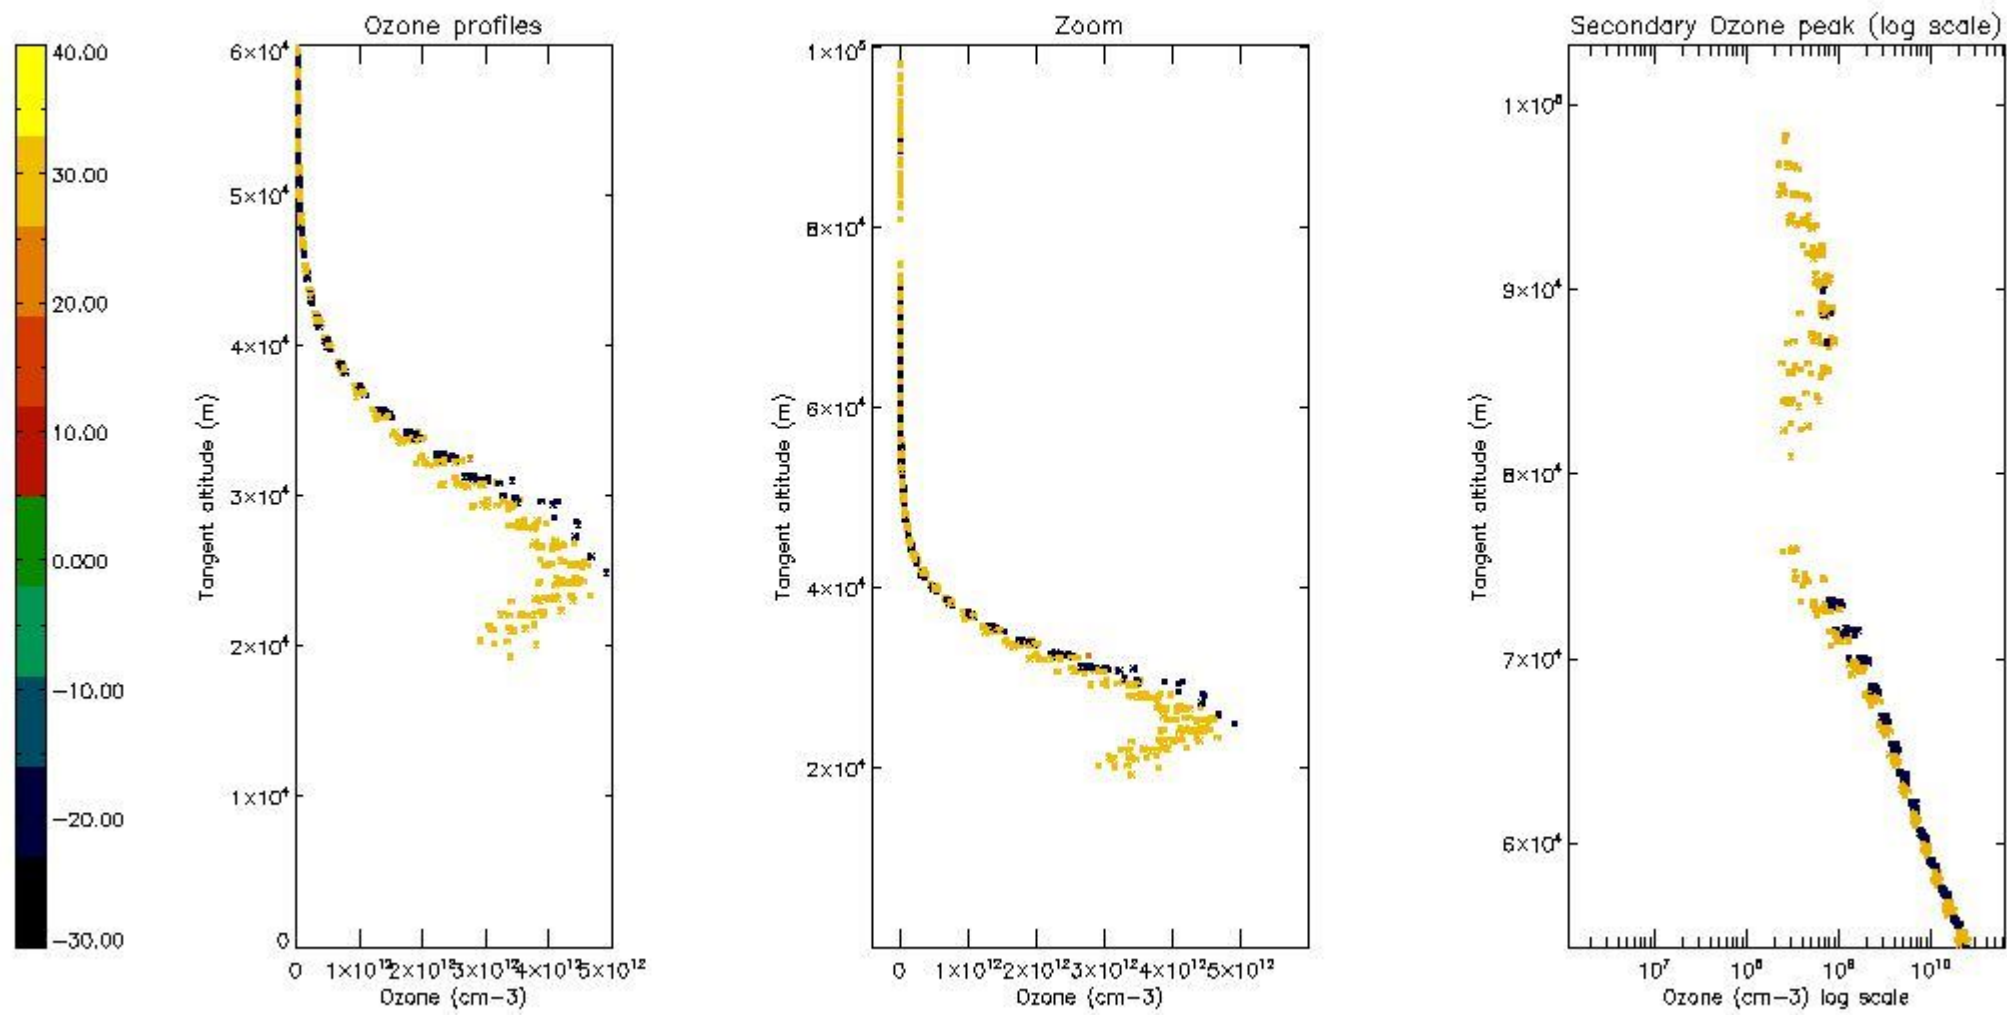 Ozone profiles
Zoom
Secondary Ozone peak (log scale)
40.00
30.00
20.00
10.00
0.000
−10.00
−20.00
−30.00
6×10⁴
5×10⁴
4×10⁴
3×10⁴
2×10⁴
1×10⁴
0
Tangent altitude (m)
0 1×10¹² 2×10¹² 3×10¹² 4×10¹² 5×10¹²
Ozone (cm−3)
1×10⁵
8×10⁴
6×10⁴
4×10⁴
2×10⁴
Tangent altitude (m)
0 1×10¹² 2×10¹² 3×10¹² 4×10¹² 5×10¹²
Ozone (cm−3)
9×10⁴
8×10⁴
7×10⁴
6×10⁴
Tangent altitude (m)
10⁷ 10⁸ 10⁹ 10¹⁰
Ozone (cm−3) log scale